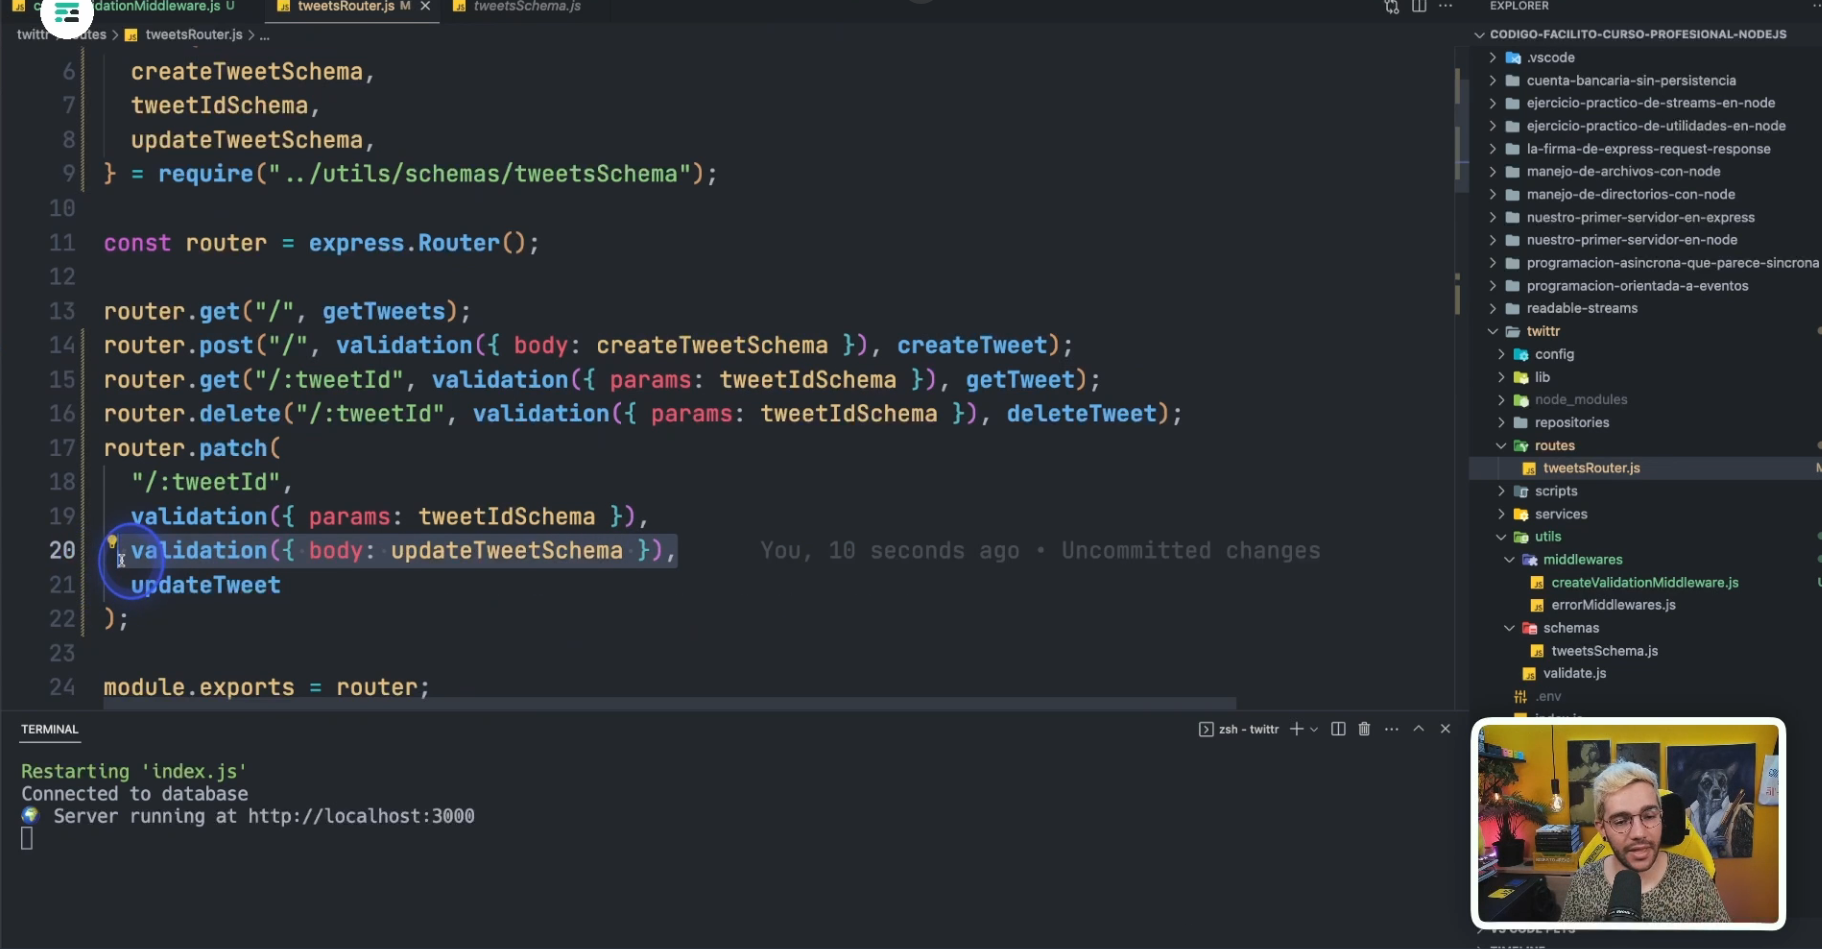 dationMiddleware.js U
tweetsRouter.js M
tweetsSchema.js
twittr > routes > tweetsRouter.js > ...
6 createTweetSchema,
7 tweetIdSchema,
8 updateTweetSchema,
9 } = require("../utils/schemas/tweetsSchema");
10
11 const router = express.Router();
12
13 router.get("/", getTweets);
14 router.post("/", validation({ body: createTweetSchema }), createTweet);
15 router.get("/:tweetId", validation({ params: tweetIdSchema }), getTweet);
16 router.delete("/:tweetId", validation({ params: tweetIdSchema }), deleteTweet);
17 router.patch(
18 "/:tweetId",
19 validation({ params: tweetIdSchema }),
20 validation({ body: updateTweetSchema }), You, 10 seconds ago • Uncommitted changes
21 updateTweet
22 );
23
24 module.exports = router;
TERMINAL
zsh - twittr
Restarting 'index.js'
Connected to database
Server running at http://localhost:3000
EXPLORER
CODIGO-FACILITO-CURSO-PROFESIONAL-NODEJS
.vscode
cuenta-bancaria-sin-persistencia
ejercicio-practico-de-streams-en-node
ejercicio-practico-de-utilidades-en-node
la-firma-de-express-request-response
manejo-de-archivos-con-node
manejo-de-directorios-con-node
nuestro-primer-servidor-en-express
nuestro-primer-servidor-en-node
programacion-asincrona-que-parece-sincrona
programacion-orientada-a-eventos
readable-streams
twittr
config
lib
node_modules
repositories
routes
tweetsRouter.js M
scripts
services
utils
middlewares
createValidationMiddleware.js U
errorMiddlewares.js
schemas
tweetsSchema.js
validate.js
.env
index.js